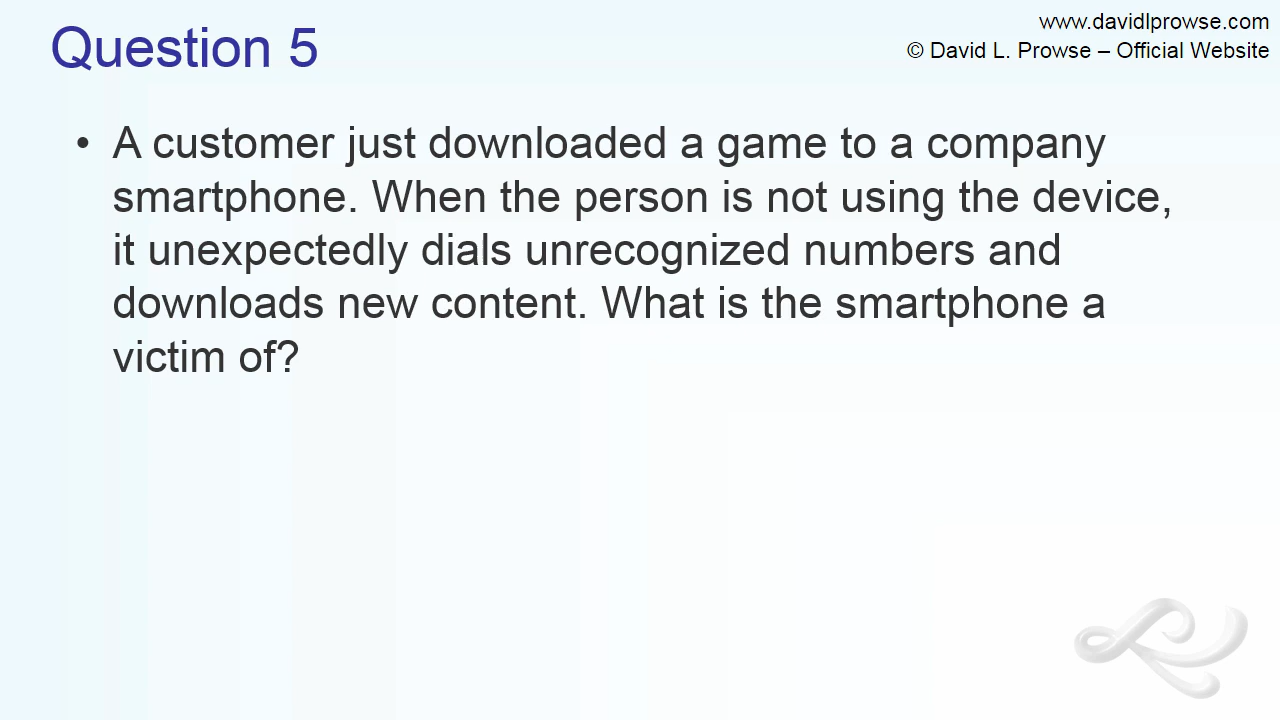 Question 5
www.davidlprowse.com
© David L. Prowse – Official Website
• A customer just downloaded a game to a company
smartphone. When the person is not using the device,
it unexpectedly dials unrecognized numbers and
downloads new content. What is the smartphone a
victim of?